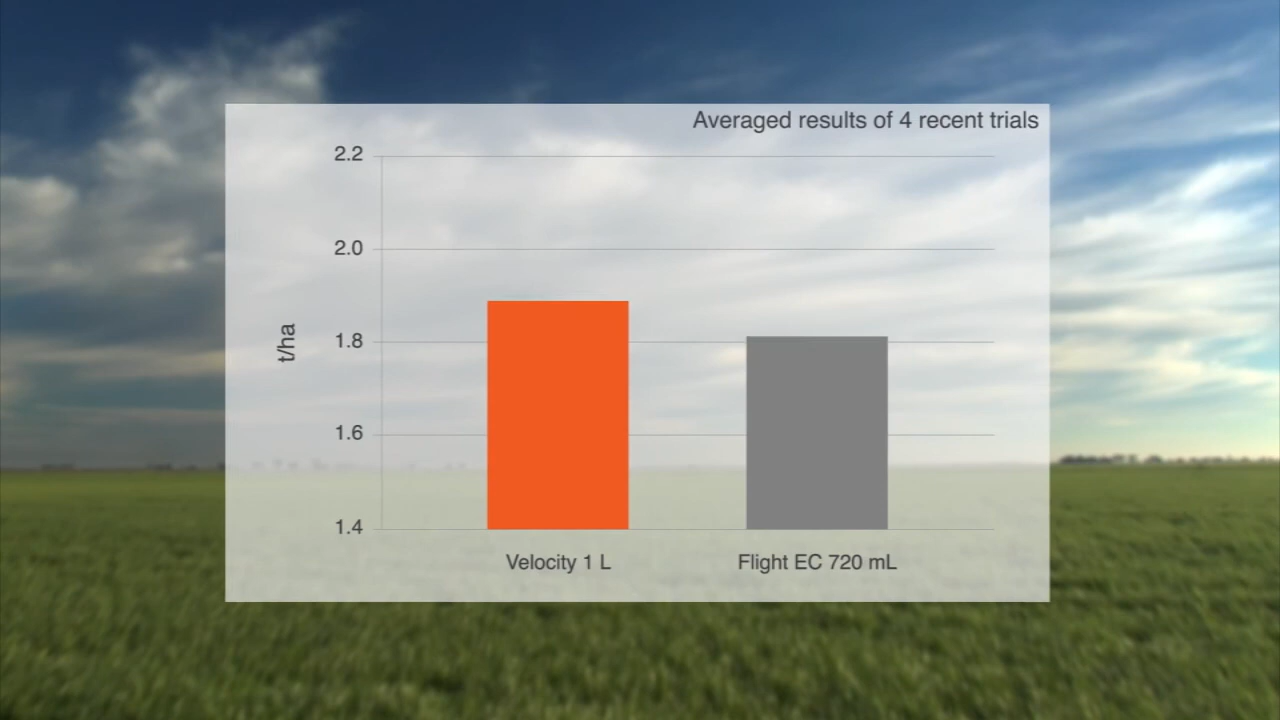 Averaged results of 4 recent trials
2.2
2.0
1.8
1.6
1.4
t/ha
Velocity 1 L
Flight EC 720 mL